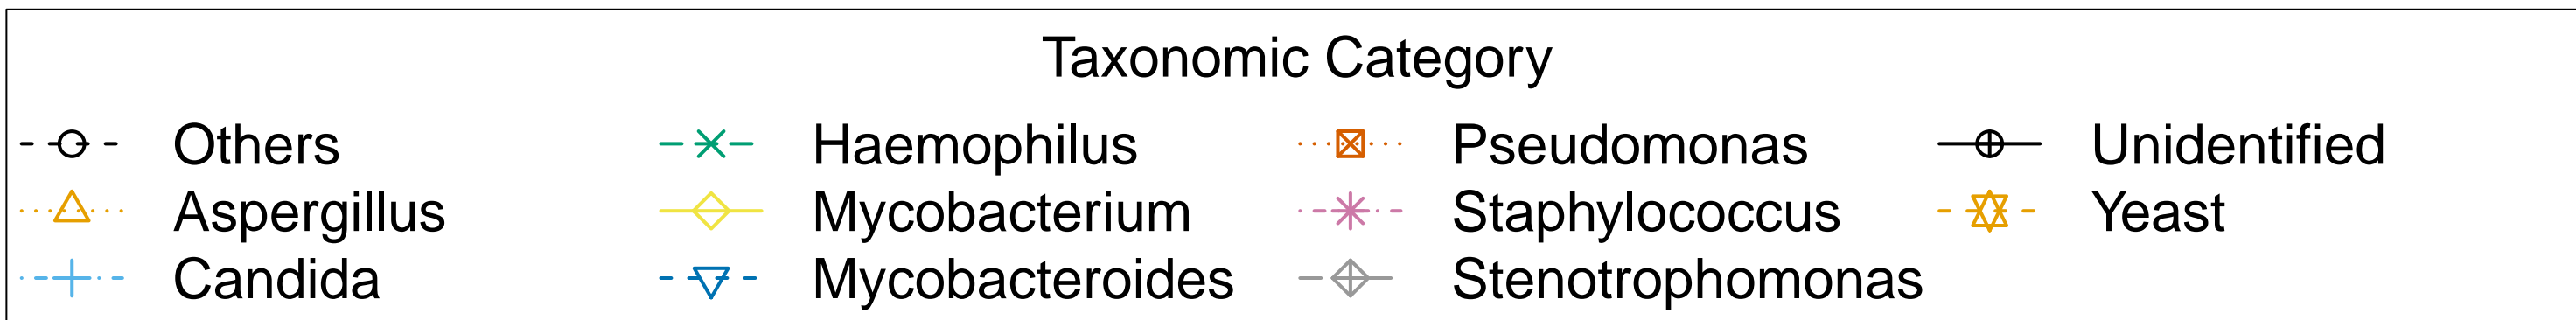 Taxonomic Category
Others Haemophilus Pseudomonas Unidentified
Aspergillus Mycobacterium Staphylococcus Yeast
Candida Mycobacteroides Stenotrophomonas